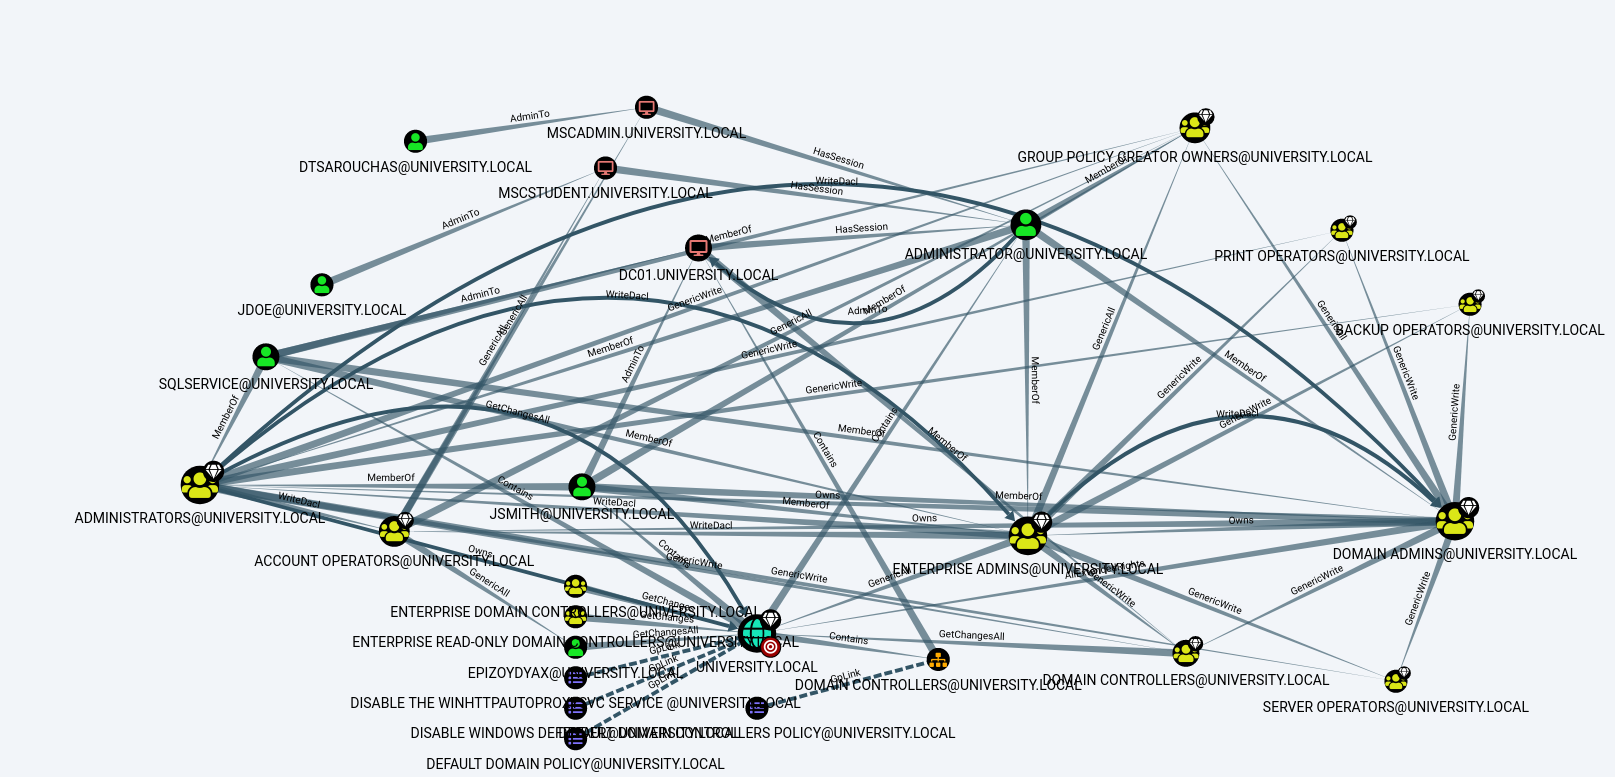 AdminTo
MSCADMIN.UNIVERSITY.LOCAL
DTSAROUCHAS@UNIVERSITY.LOCAL
HasSession
GROUP POLICY CREATOR OWNERS@UNIVERSITY.LOCAL
MemberOf
WriteDacl
HasSession
MSCSTUDENT.UNIVERSITY.LOCAL
AdminTo
MemberOf
HasSession
ADMINISTRATOR@UNIVERSITY.LOCAL
PRINT OPERATORS@UNIVERSITY.LOCAL
DC01.UNIVERSITY.LOCAL
JDOE@UNIVERSITY.LOCAL
AdminTo
WriteDacl
GenericWrite
AdminTo
MemberOf
GenericAll
GenericAll
GenericAll
GenericAll
GenericAll
BACKUP OPERATORS@UNIVERSITY.LOCAL
MemberOf
GenericWrite
AdminTo
MemberOf
MemberOf
GenericWrite
GenericWrite
SQLSERVICE@UNIVERSITY.LOCAL
GenericWrite
MemberOf
GetChangesAll
MemberOf
MemberOf
Contains
Contains
MemberOf
GenericWrite
WriteDacl
GenericWrite
MemberOf
Contains
WriteDacl
WriteDacl
Owns
MemberOf
MemberOf
ADMINISTRATORS@UNIVERSITY.LOCAL
JSMITH@UNIVERSITY.LOCAL
WriteDacl
Owns
Owns
ACCOUNT OPERATORS@UNIVERSITY.LOCAL
Owns
Contains
GenericWrite
ENTERPRISE ADMINS@UNIVERSITY.LOCAL
DOMAIN ADMINS@UNIVERSITY.LOCAL
GenericAll
GenericWrite
GenericWrite
GenericWrite
GenericWrite
GenericWrite
GetChanges
ENTERPRISE DOMAIN CONTROLLERS@UNIVERSITY.LOCAL
GetChanges
GetChangesAll
ENTERPRISE READ-ONLY DOMAIN CONTROLLERS@UNIVERSITY.LOCAL
Contains
GetChangesAll
GpLink
GpLink
GpLink
GpLink
EPIZOYDYAX@UNIVERSITY.LOCAL
UNIVERSITY.LOCAL
DOMAIN CONTROLLERS@UNIVERSITY.LOCAL
DOMAIN CONTROLLERS@UNIVERSITY.LOCAL
DISABLE THE WINHTTPAUTOPROXYSVC SERVICE @UNIVERSITY.LOCAL
SERVER OPERATORS@UNIVERSITY.LOCAL
DISABLE WINDOWS DEFENDER@UNIVERSITY.LOCAL
DEFAULT DOMAIN CONTROLLERS POLICY@UNIVERSITY.LOCAL
DEFAULT DOMAIN POLICY@UNIVERSITY.LOCAL